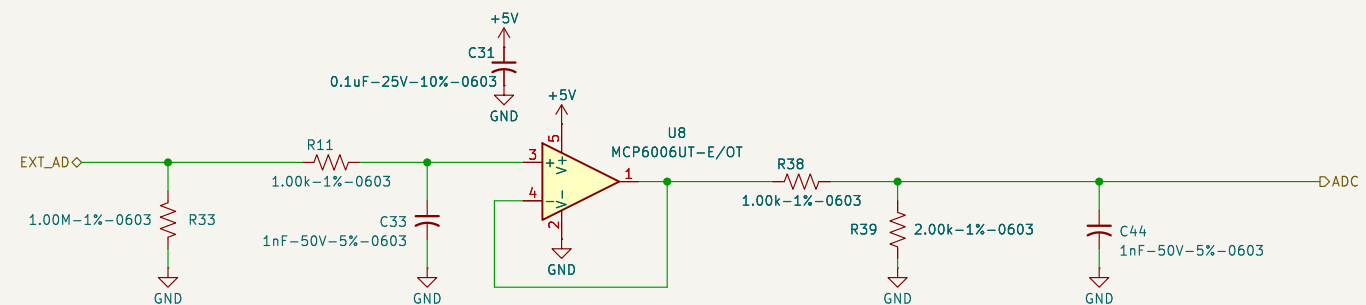 +5V
C31
0.1uF-25V-10%-0603
GND
+5V
U8
MCP6006UT-E/OT
5
EXT_AD
R11
1.00k-1%-0603
3
+
V+
1
4
-
V-
2
GND
R38
1.00k-1%-0603
ADC
1.00M-1%-0603
R33
C33
1nF-50V-5%-0603
R39
2.00k-1%-0603
C44
1nF-50V-5%-0603
GND
GND
GND
GND